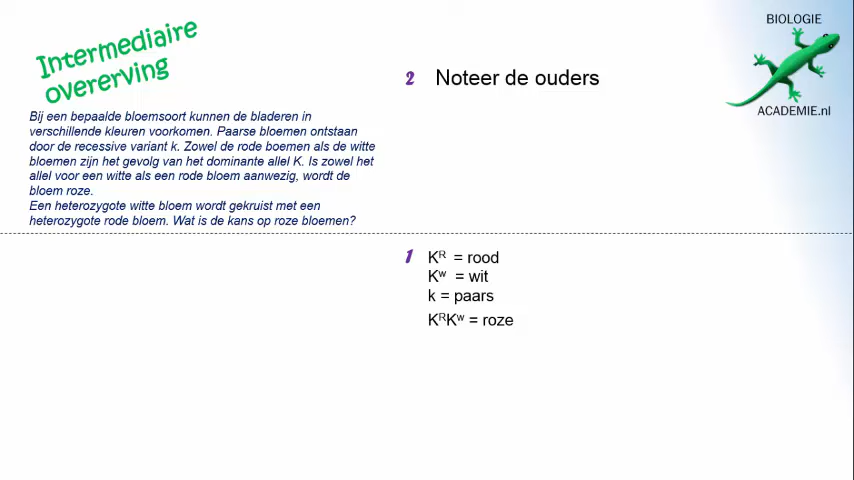 Intermediaire
overerving
Bij een bepaalde bloemsoort kunnen de bladeren in
verschillende kleuren voorkomen. Paarse bloemen ontstaan
door de recessive variant k. Zowel de rode boemen als de witte
bloemen zijn het gevolg van het dominante allel K. Is zowel het
allel voor een witte als een rode bloem aanwezig, wordt de
bloem roze.
Een heterozygote witte bloem wordt gekruist met een
heterozygote rode bloem. Wat is de kans op roze bloemen?
2 Noteer de ouders
BIOLOGIE
ACADEMIE.nl
1 Kᴿ = rood
Kʷ = wit
k = paars
KᴿKʷ = roze